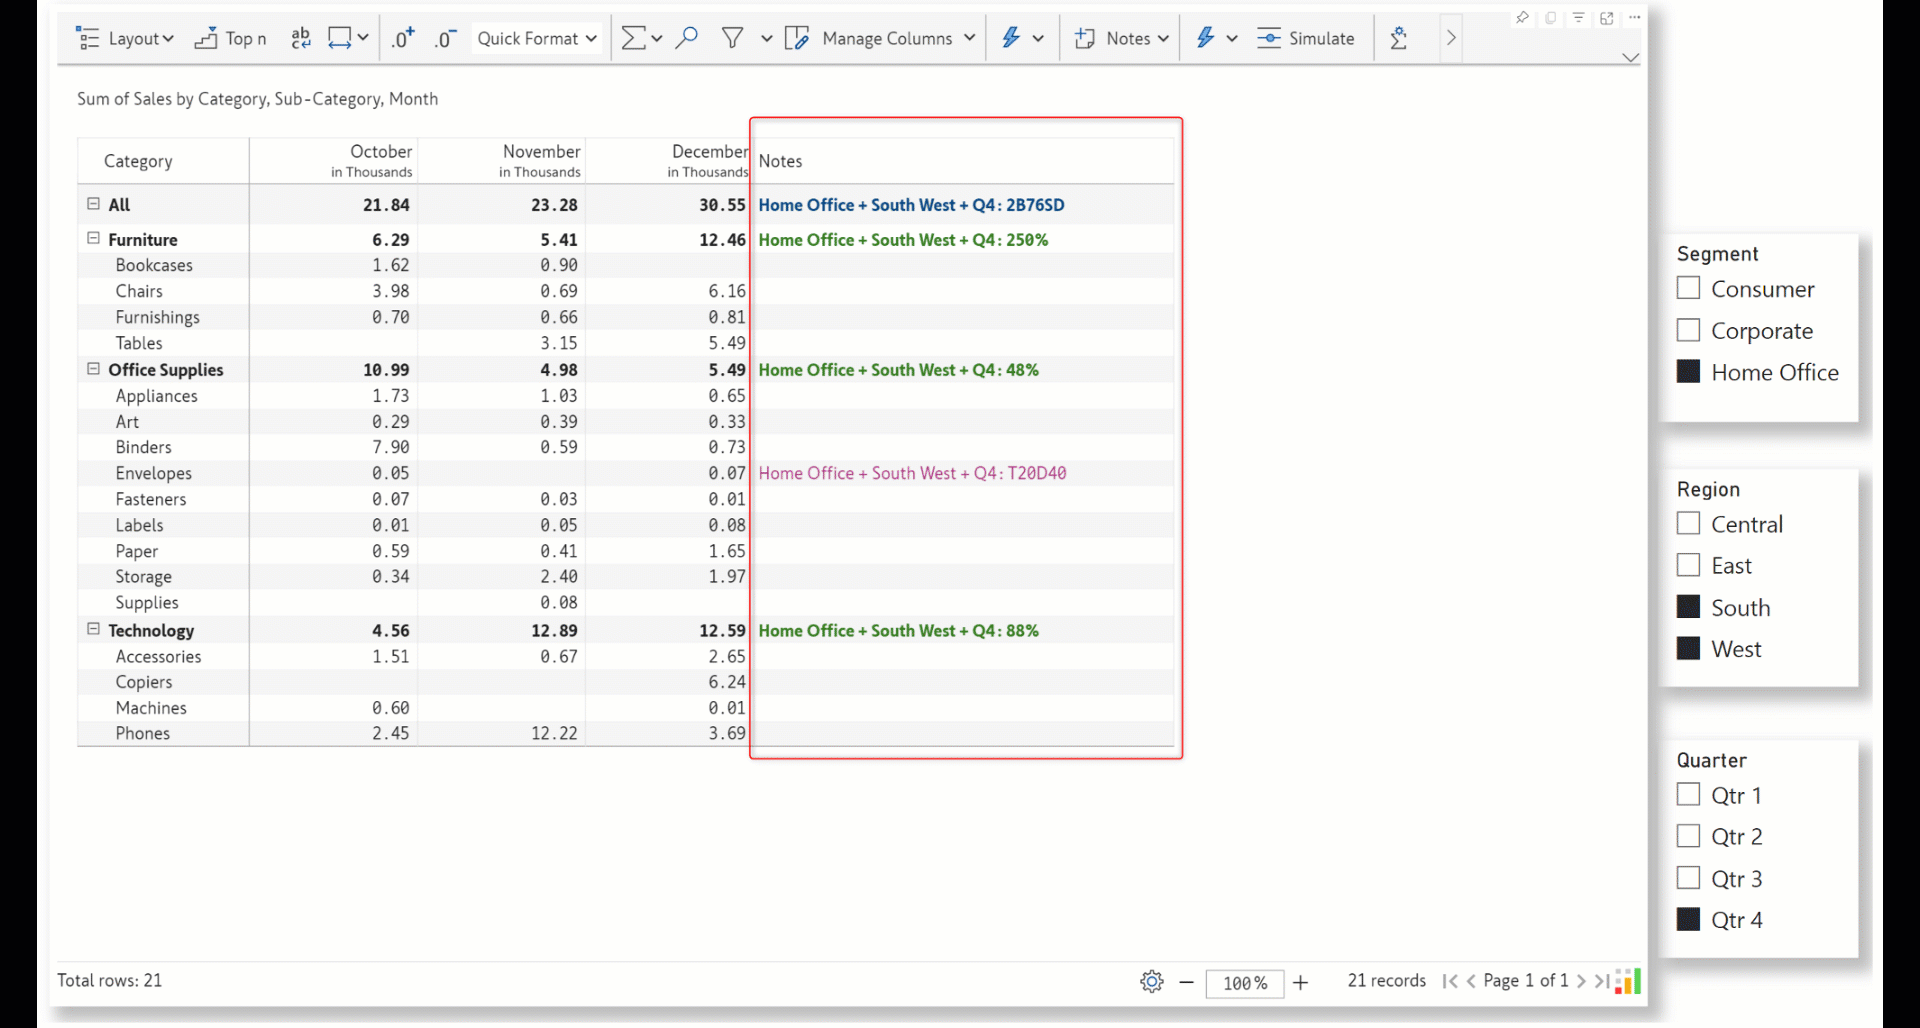 Layout Top n ab c Quick Format Manage Columns Notes Simulate
Sum of Sales by Category, Sub-Category, Month
Category October November December Notes
in Thousands in Thousands in Thousands
All 21.84 23.28 30.55 Home Office + South West + Q4: 2B76SD
Furniture 6.29 5.41 12.46 Home Office + South West + Q4: 250%
Bookcases 1.62 0.90
Chairs 3.98 0.69 6.16
Furnishings 0.70 0.66 0.81
Tables 3.15 5.49
Office Supplies 10.99 4.98 5.49 Home Office + South West + Q4: 48%
Appliances 1.73 1.03 0.65
Art 0.29 0.39 0.33
Binders 7.90 0.59 0.73
Envelopes 0.05 0.07 Home Office + South West + Q4: T20D40
Fasteners 0.07 0.03 0.01
Labels 0.01 0.05 0.08
Paper 0.59 0.41 1.65
Storage 0.34 2.40 1.97
Supplies 0.08
Technology 4.56 12.89 12.59 Home Office + South West + Q4: 88%
Accessories 1.51 0.67 2.65
Copiers 6.24
Machines 0.60 0.01
Phones 2.45 12.22 3.69
Total rows: 21 100% 21 records Page 1 of 1
Segment
Consumer
Corporate
Home Office
Region
Central
East
South
West
Quarter
Qtr 1
Qtr 2
Qtr 3
Qtr 4